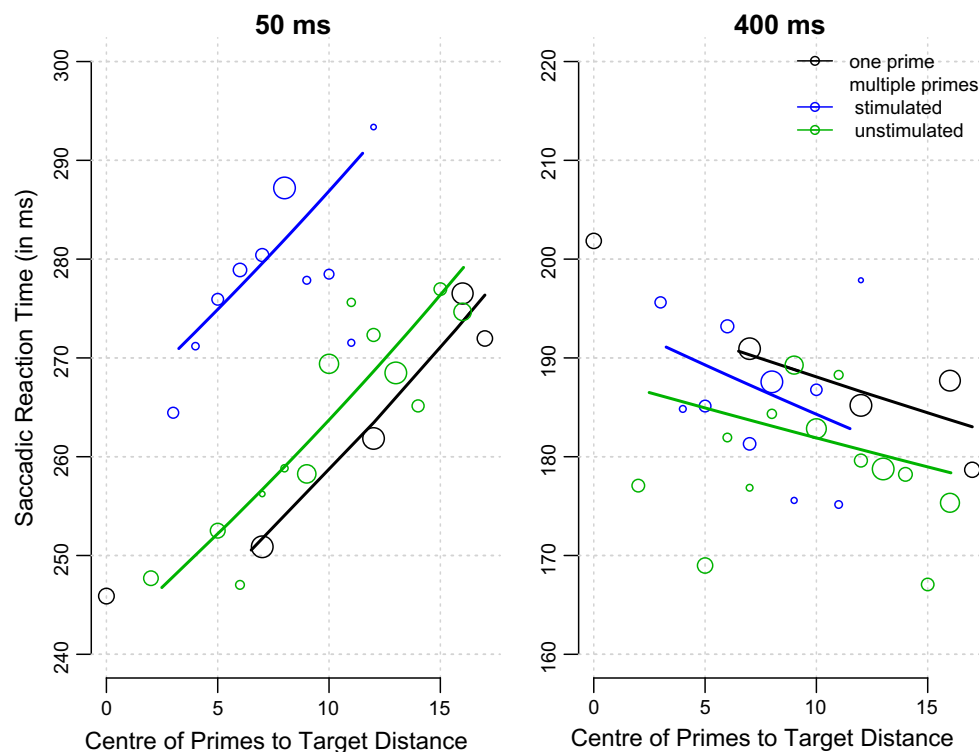 50 ms
400 ms
Saccadic Reaction Time (in ms)
300
290
280
270
260
250
240
0 5 10 15
Centre of Primes to Target Distance
220
210
200
190
180
170
160
0 5 10 15
Centre of Primes to Target Distance
one prime
multiple primes
stimulated
unstimulated